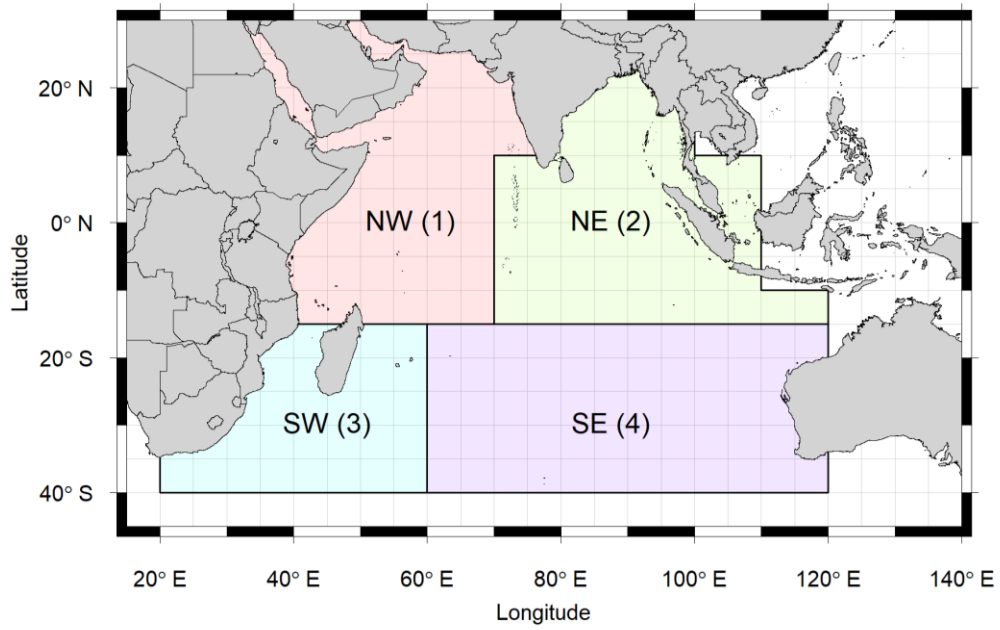 20° N
0° N
20° S
40° S
Latitude
NW (1)
NE (2)
SW (3)
SE (4)
20° E
40° E
60° E
80° E
100° E
120° E
140° E
Longitude